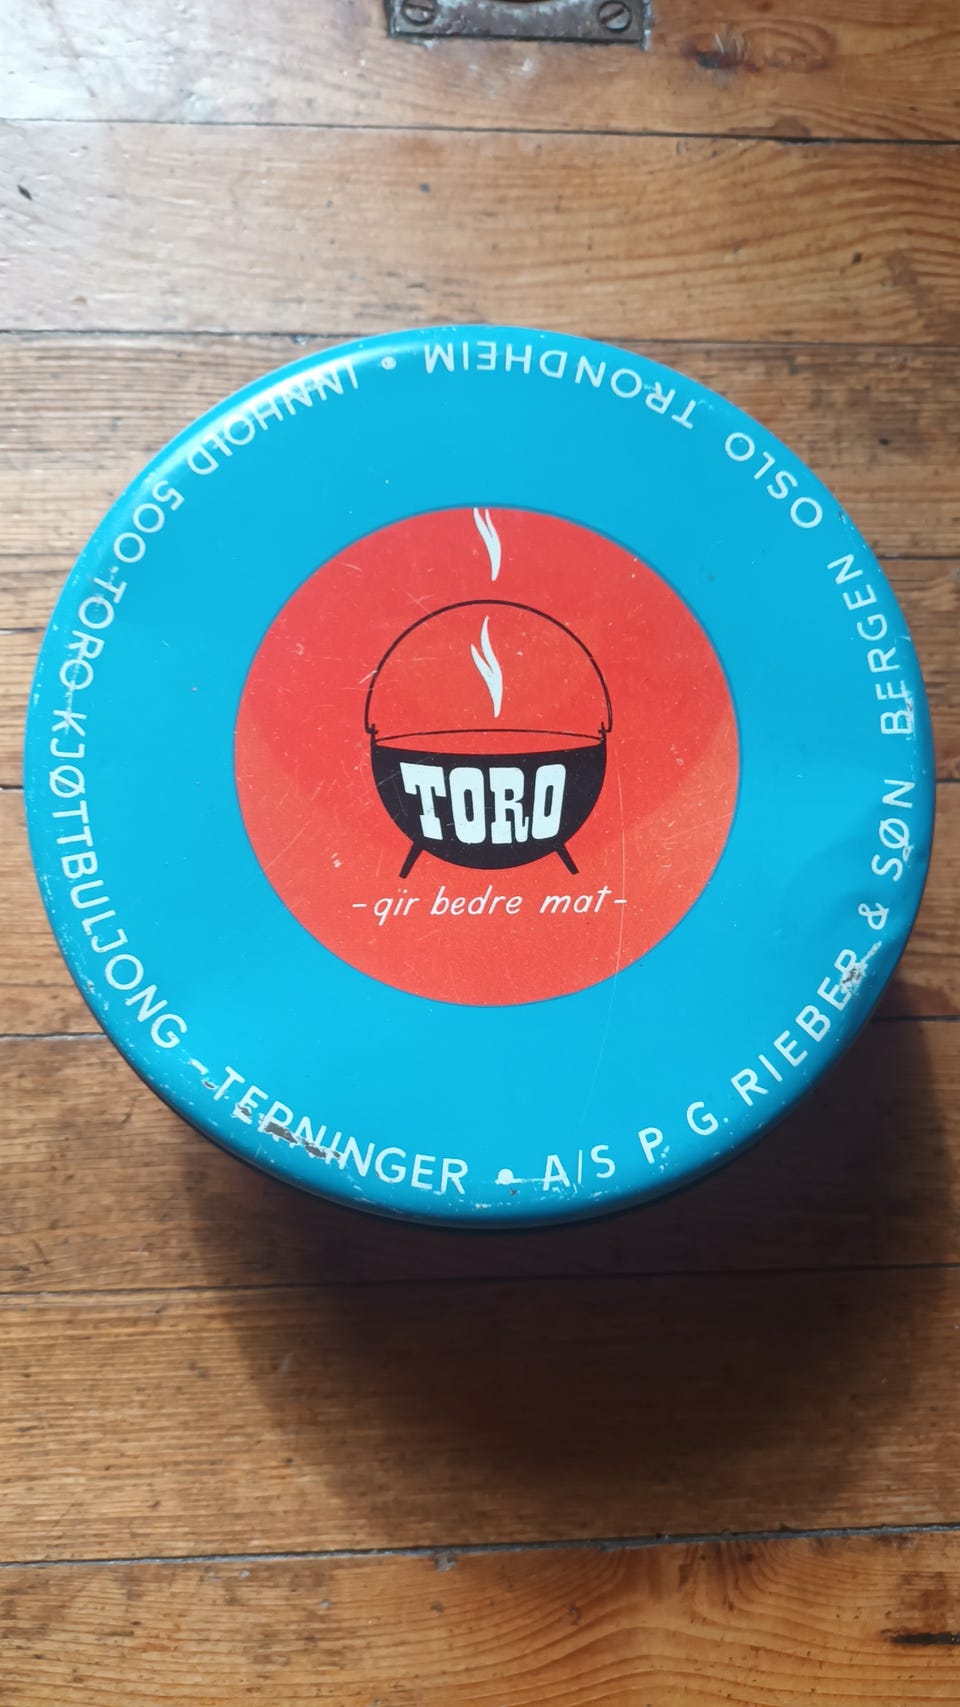 TORO
-gir bedre mat-
INNHOLD 500-TORO-KJØTTBULJONG-TERNINGER • A/S P. G. RIEBER & SØN BERGEN OSLO TRONDHEIM •